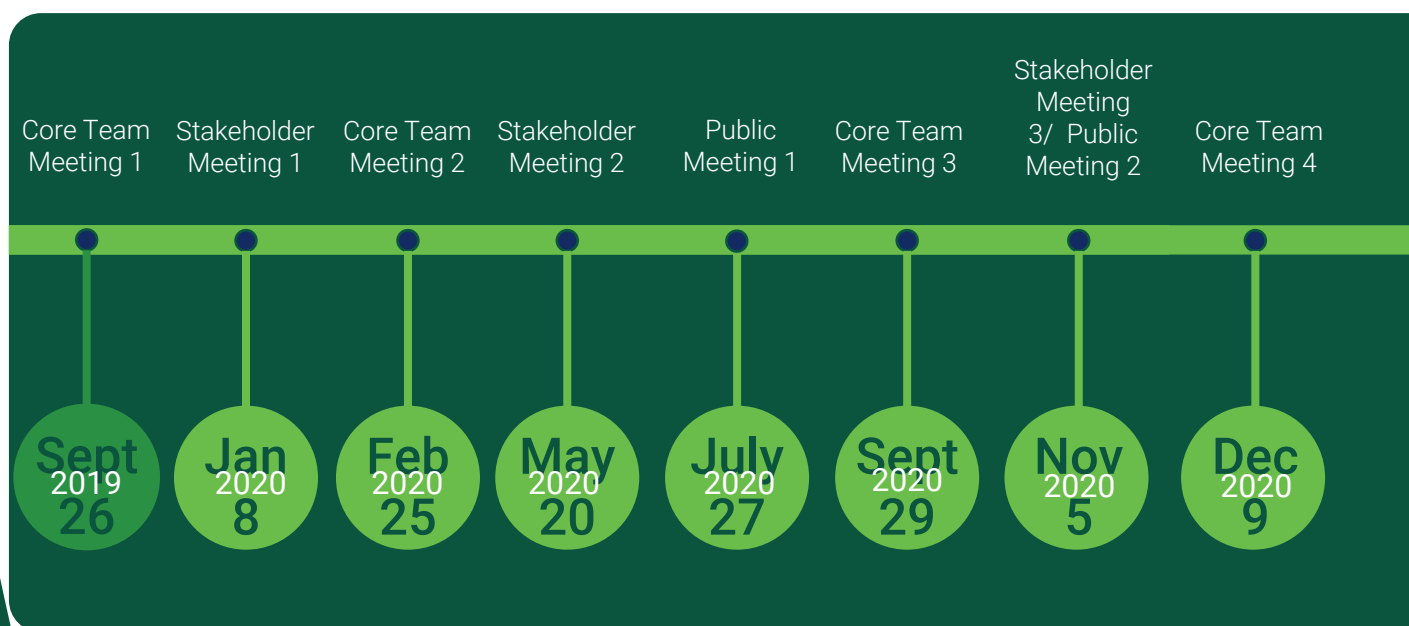 Core Team
Meeting 1
Stakeholder
Meeting 1
Core Team
Meeting 2
Stakeholder
Meeting 2
Public
Meeting 1
Core Team
Meeting 3
Stakeholder
Meeting
3/ Public
Meeting 2
Core Team
Meeting 4
Sept
2019
26
Jan
2020
8
Feb
2020
25
May
2020
20
July
2020
27
Sept
2020
29
Nov
2020
5
Dec
2020
9